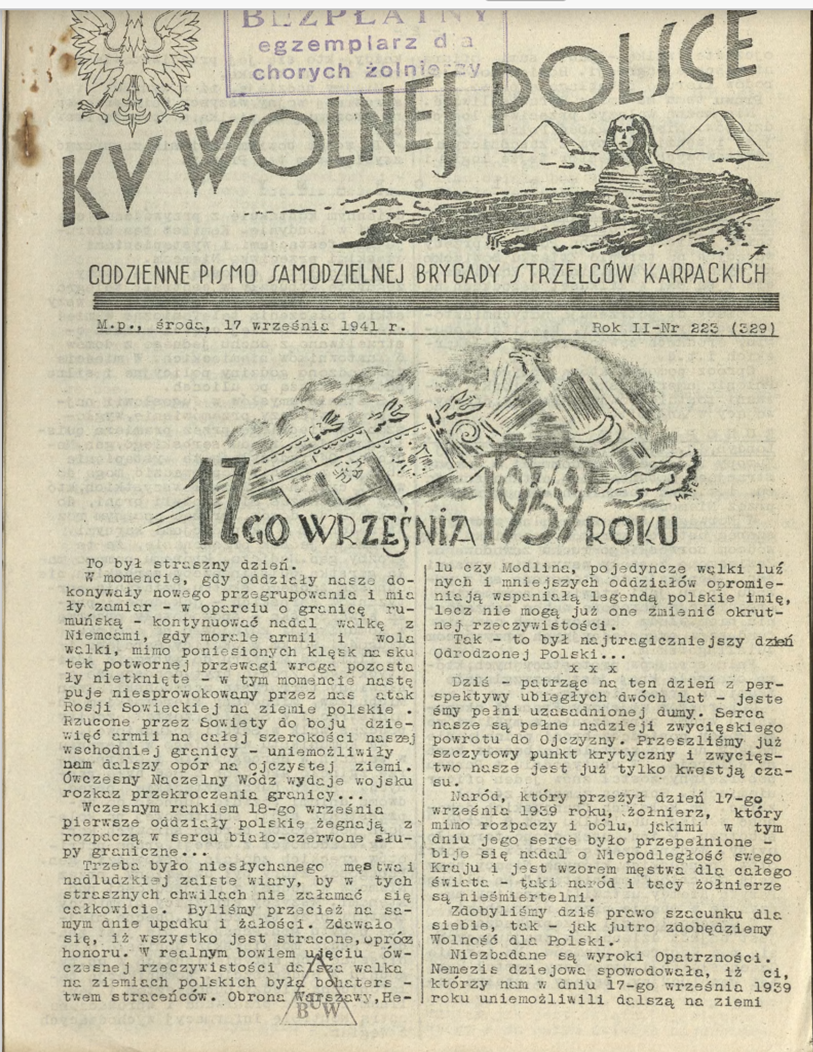 BEZPŁATNY
egzemplarz dla
chorych żołnierzy
KU WOLNEJ POLSCE
CODZIENNE PISMO SAMODZIELNEJ BRYGADY STRZELCÓW KARPACKICH
M.p., środa, 17 września 1941 r. Rok II-Nr 223 (329)
17GO WRZEŚNIA 1939 ROKU
To był straszny dzień.
W momencie, gdy oddziały nasze do-
konywały nowego przegrupowania i mia
ły zamiar - w oparciu o granicę ru-
muńską - kontynuować nadal walkę z
Niemcami, gdy morale armii i wola
walki, mimo poniesionych klęsk na sku
tek potwornej przewagi wroga pozosta
ły nietknięte - w tym momencie nastę
puje niesprowokowany przez nas atak
Rosji Sowieckiej na ziemie polskie .
Rzucone przez Sowiety do boju dzie-
więć armii na całej szerokości naszej
wschodniej granicy - uniemożliwiły
nam dalszy opór na ojczystej ziemi.
Ówczesny Naczelny Wódz wydaje wojsku
rozkaz przekroczenia granicy...
Wczesnym rankiem 18-go września
pierwsze oddziały polskie żegnają z
rozpaczą w sercu biało-czerwone słu-
py graniczne...
Trzeba było niesłychanego męstwa i
nadludzkiej zaiste wiary, by w tych
strasznych chwilach nie załamać się
całkowicie. Byliśmy przecież na sa-
mym dnie upadku i żałości. Zdawało
się, iż wszystko jest stracone, oprócz
honoru. W realnym bowiem ujęciu ów-
czesnej rzeczywistości dalsza walka
na ziemiach polskich była bohaters -
twem straceńców. Obrona Warszawy, He-
lu czy Modlina, pojedyncze walki luź
nych i mniejszych oddziałów opromie-
niają wspaniałą legendą polskie imię,
lecz nie mogą już one zmienić okrut-
nej rzeczywistości.
Tak - to był najtragiczniejszy dzień
Odrodzonej Polski...
x x x
Dziś - patrząc na ten dzień z per-
spektywy ubiegłych dwóch lat - jeste
śmy pełni uzasadnionej dumy. Serca
nasze są pełne nadzieji zwycięskiego
powrotu do Ojczyzny. Przeszliśmy już
szczytowy punkt krytyczny i zwycięs-
two nasze jest już tylko kwestją cza-
su.
Naród, który przeżył dzień 17-go
września 1939 roku, żołnierz, który
mimo rozpaczy i bólu, jakimi w tym
dniu jego serce było przepełnione -
bije się nadal o Niepodległość swego
Kraju i jest wzorem męstwa dla całego
świata - taki naród i tacy żołnierze
są nieśmiertelni.
Zdobyliśmy dziś prawo szacunku dla
siebie, tak - jak jutro zdobędziemy
Wolność dla Polski.
Niezbadane są wyroki Opatrzności.
Nemezis dziejowa spowodowała, iż ci,
którzy nam w dniu 17-go września 1939
roku uniemożliwili dalszą na ziemi
BUW